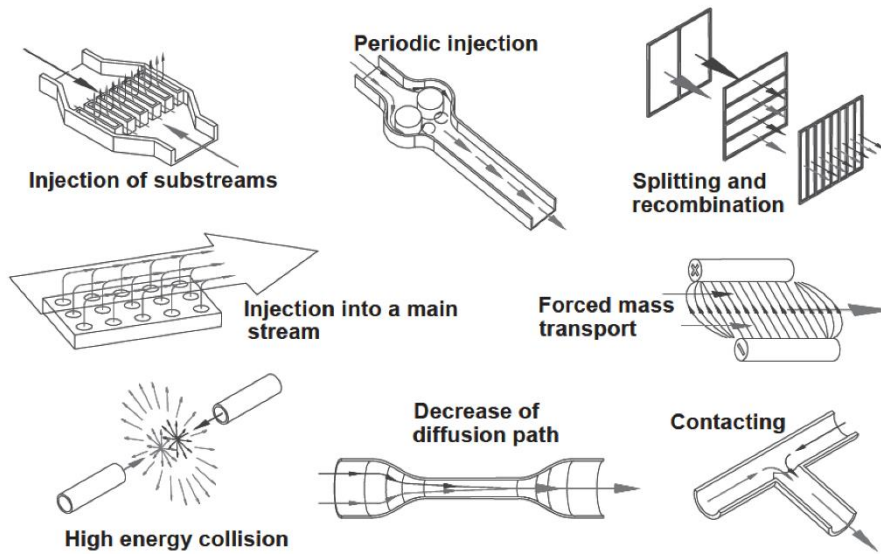 Periodic injection
Injection of substreams
Splitting and
recombination
Injection into a main
stream
Forced mass
transport
Decrease of
diffusion path
Contacting
High energy collision